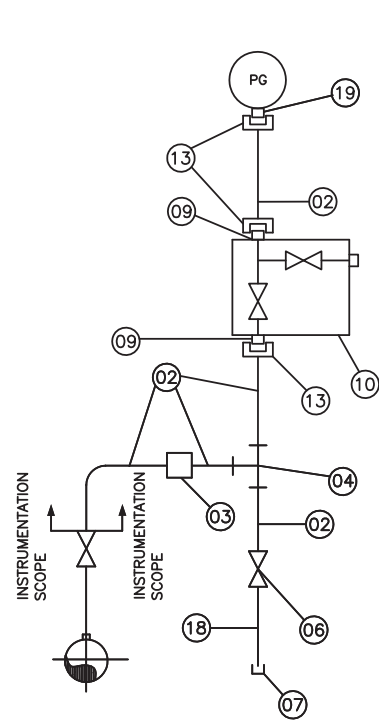 PG
19
13
02
09
09
10
02
13
04
03
02
INSTRUMENTATION
SCOPE
INSTRUMENTATION
SCOPE
06
18
07